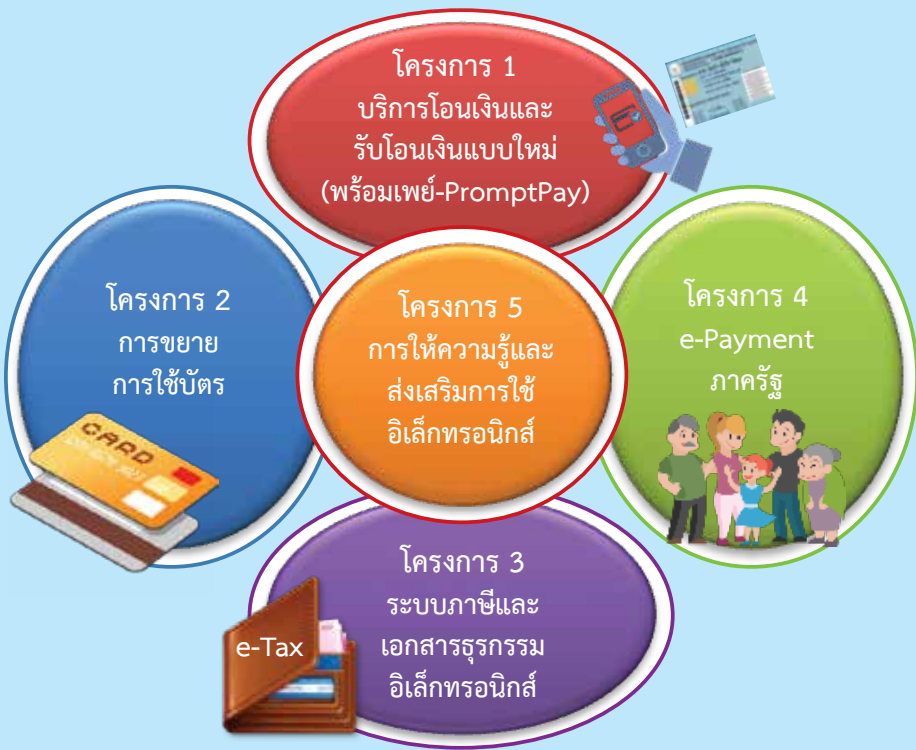 โครงการ 1
บริการโอนเงินและ
รับโอนเงินแบบใหม่
(พร้อมเพย์-PromptPay)
โครงการ 2
การขยาย
การใช้บัตร
CARD
โครงการ 5
การให้ความรู้และ
ส่งเสริมการใช้
อิเล็กทรอนิกส์
โครงการ 4
e-Payment
ภาครัฐ
โครงการ 3
ระบบภาษีและ
เอกสารธุรกรรม
อิเล็กทรอนิกส์
e-Tax